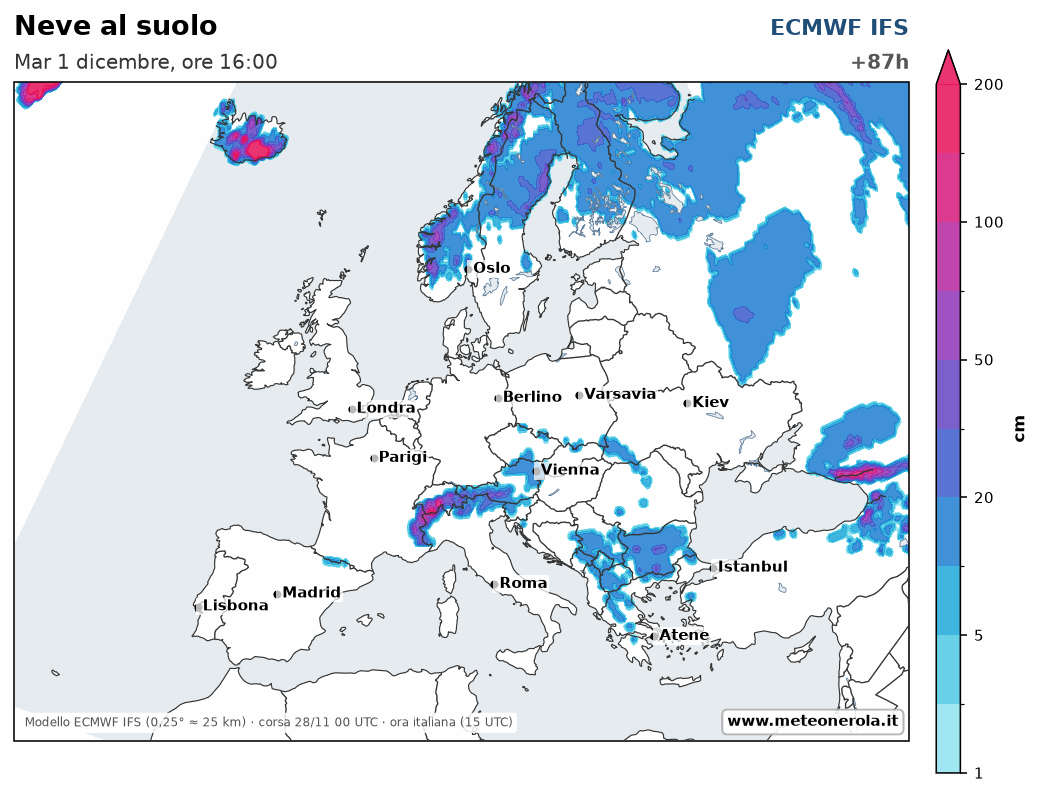 Neve al suolo
ECMWF IFS
Mar 1 dicembre, ore 16:00
+87h
200
100
50
20
5
1
cm
Oslo
Londra
Berlino
Varsavia
Kiev
Parigi
Vienna
Istanbul
Roma
Madrid
Lisbona
Atene
Modello ECMWF IFS (0,25° ≈ 25 km) · corsa 28/11 00 UTC · ora italiana (15 UTC)
www.meteonerola.it